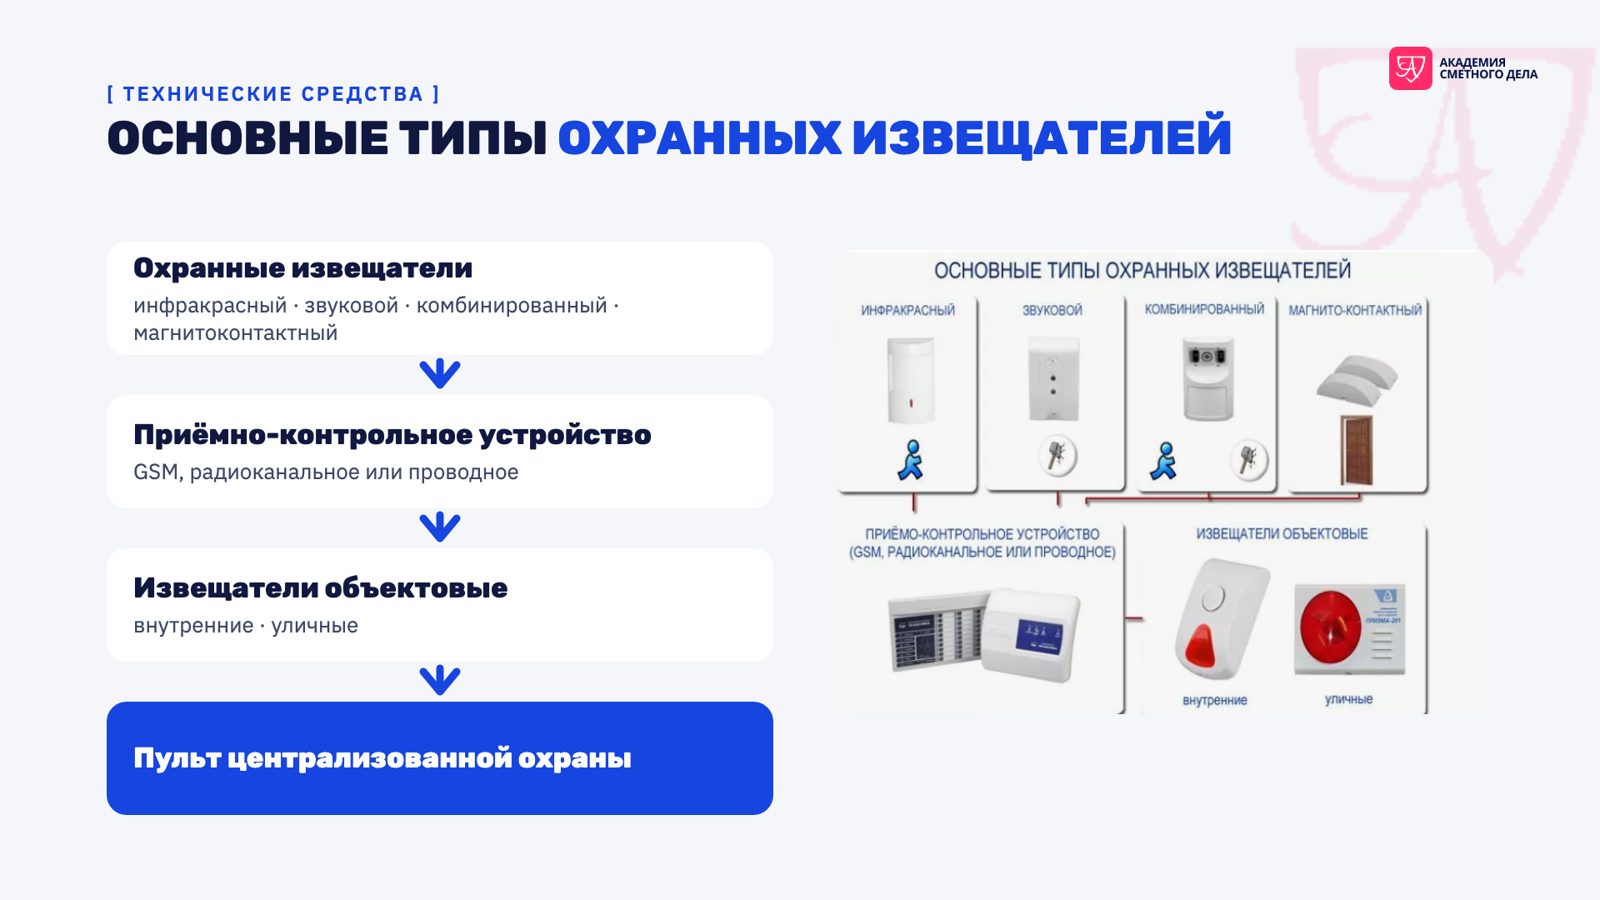 [ ТЕХНИЧЕСКИЕ СРЕДСТВА ]
ОСНОВНЫЕ ТИПЫ ОХРАННЫХ ИЗВЕЩАТЕЛЕЙ
АКАДЕМИЯ
СМЕТНОГО ДЕЛА
Охранные извещатели
инфракрасный · звуковой · комбинированный ·
магнитоконтактный
Приёмно-контрольное устройство
GSM, радиоканальное или проводное
Извещатели объектовые
внутренние · уличные
Пульт централизованной охраны
ОСНОВНЫЕ ТИПЫ ОХРАННЫХ ИЗВЕЩАТЕЛЕЙ
ИНФРАКРАСНЫЙ
ЗВУКОВОЙ
КОМБИНИРОВАННЫЙ
МАГНИТО-КОНТАКТНЫЙ
ПРИЁМО-КОНТРОЛЬНОЕ УСТРОЙСТВО
(GSM, РАДИОКАНАЛЬНОЕ ИЛИ ПРОВОДНОЕ)
ИЗВЕЩАТЕЛИ ОБЪЕКТОВЫЕ
ПРИЗМА-201
внутренние
уличные